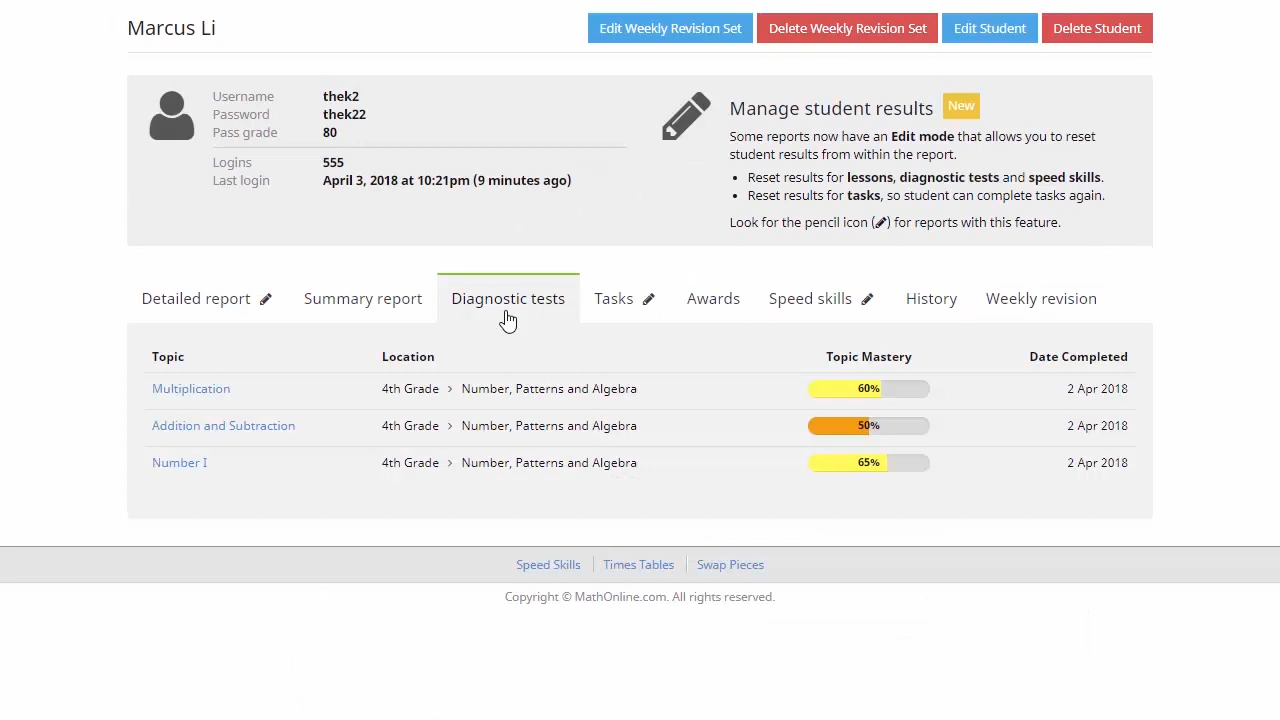 Marcus Li
Edit Weekly Revision Set Delete Weekly Revision Set Edit Student Delete Student
Username thek2
Password thek22
Pass grade 80
Logins 555
Last login April 3, 2018 at 10:21pm (9 minutes ago)
Manage student results New
Some reports now have an Edit mode that allows you to reset
student results from within the report.
• Reset results for lessons, diagnostic tests and speed skills.
• Reset results for tasks, so student can complete tasks again.
Look for the pencil icon () for reports with this feature.
Detailed report Summary report Diagnostic tests Tasks Awards Speed skills History Weekly revision
Topic Location Topic Mastery Date Completed
Multiplication 4th Grade > Number, Patterns and Algebra 60% 2 Apr 2018
Addition and Subtraction 4th Grade > Number, Patterns and Algebra 50% 2 Apr 2018
Number I 4th Grade > Number, Patterns and Algebra 65% 2 Apr 2018
Speed Skills Times Tables Swap Pieces
Copyright © MathOnline.com. All rights reserved.